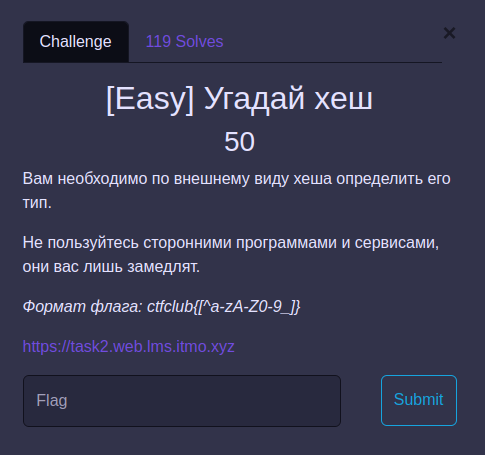 Challenge
119 Solves
×
[Easy] Угадай хеш
50
Вам необходимо по внешнему виду хеша определить его
тип.
Не пользуйтесь сторонними программами и сервисами,
они вас лишь замедлят.
Формат флага: ctfclub{[^a-zA-Z0-9_]}
https://task2.web.lms.itmo.xyz
Flag
Submit